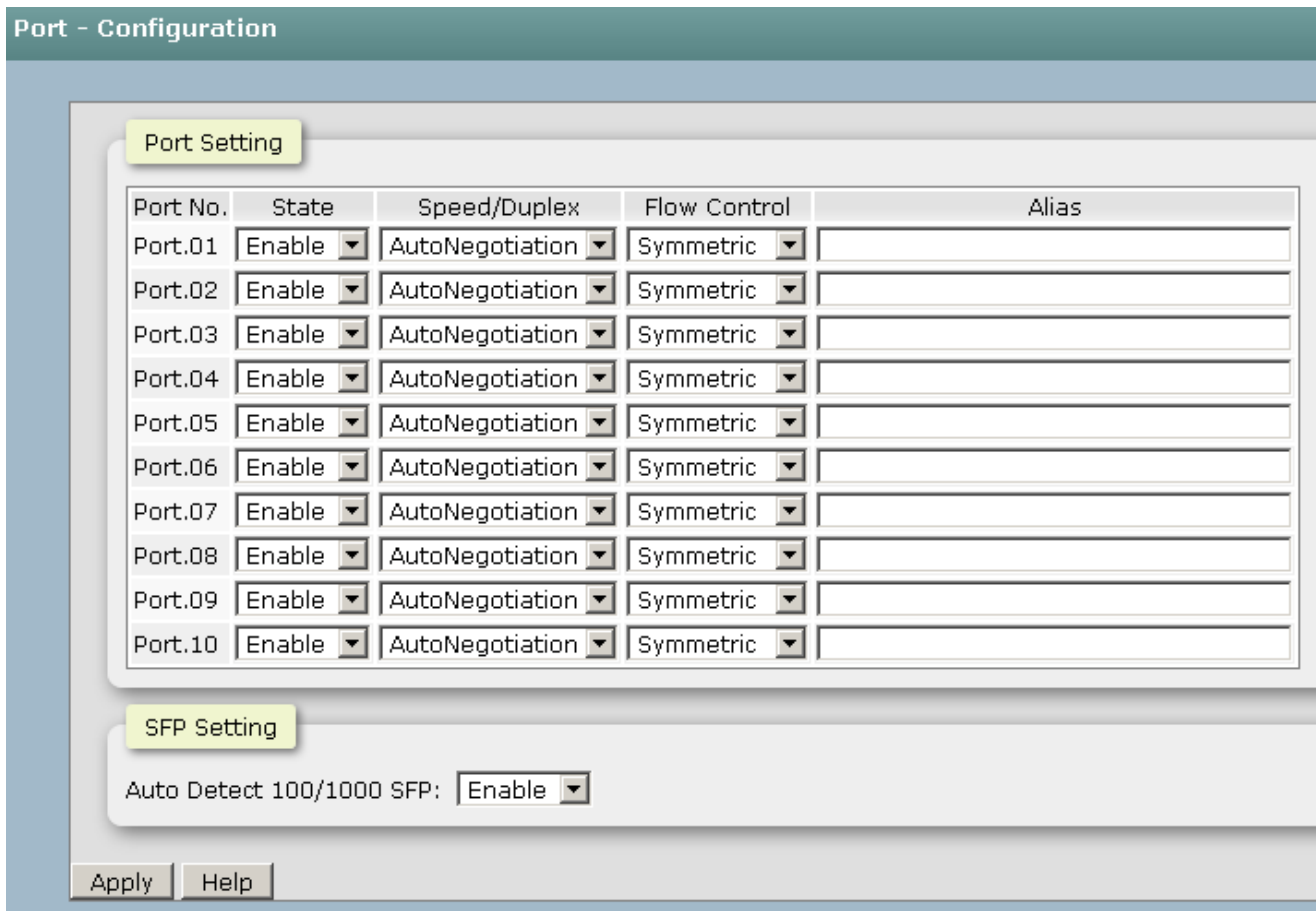 Port - Configuration
Port Setting
Port No. State Speed/Duplex Flow Control Alias
Port.01 Enable AutoNegotiation Symmetric
Port.02 Enable AutoNegotiation Symmetric
Port.03 Enable AutoNegotiation Symmetric
Port.04 Enable AutoNegotiation Symmetric
Port.05 Enable AutoNegotiation Symmetric
Port.06 Enable AutoNegotiation Symmetric
Port.07 Enable AutoNegotiation Symmetric
Port.08 Enable AutoNegotiation Symmetric
Port.09 Enable AutoNegotiation Symmetric
Port.10 Enable AutoNegotiation Symmetric
SFP Setting
Auto Detect 100/1000 SFP: Enable
Apply Help